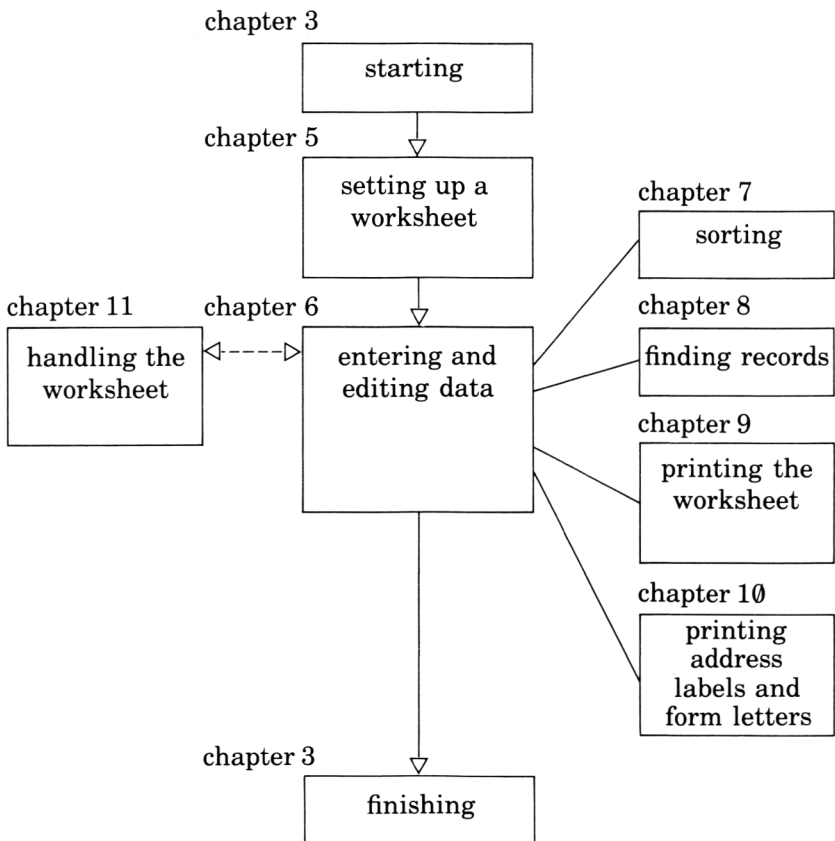 chapter 3
starting
chapter 5
setting up a
worksheet
chapter 7
sorting
chapter 11
handling the
worksheet
chapter 6
entering and
editing data
chapter 8
finding records
chapter 9
printing the
worksheet
chapter 10
printing
address
labels and
form letters
chapter 3
finishing